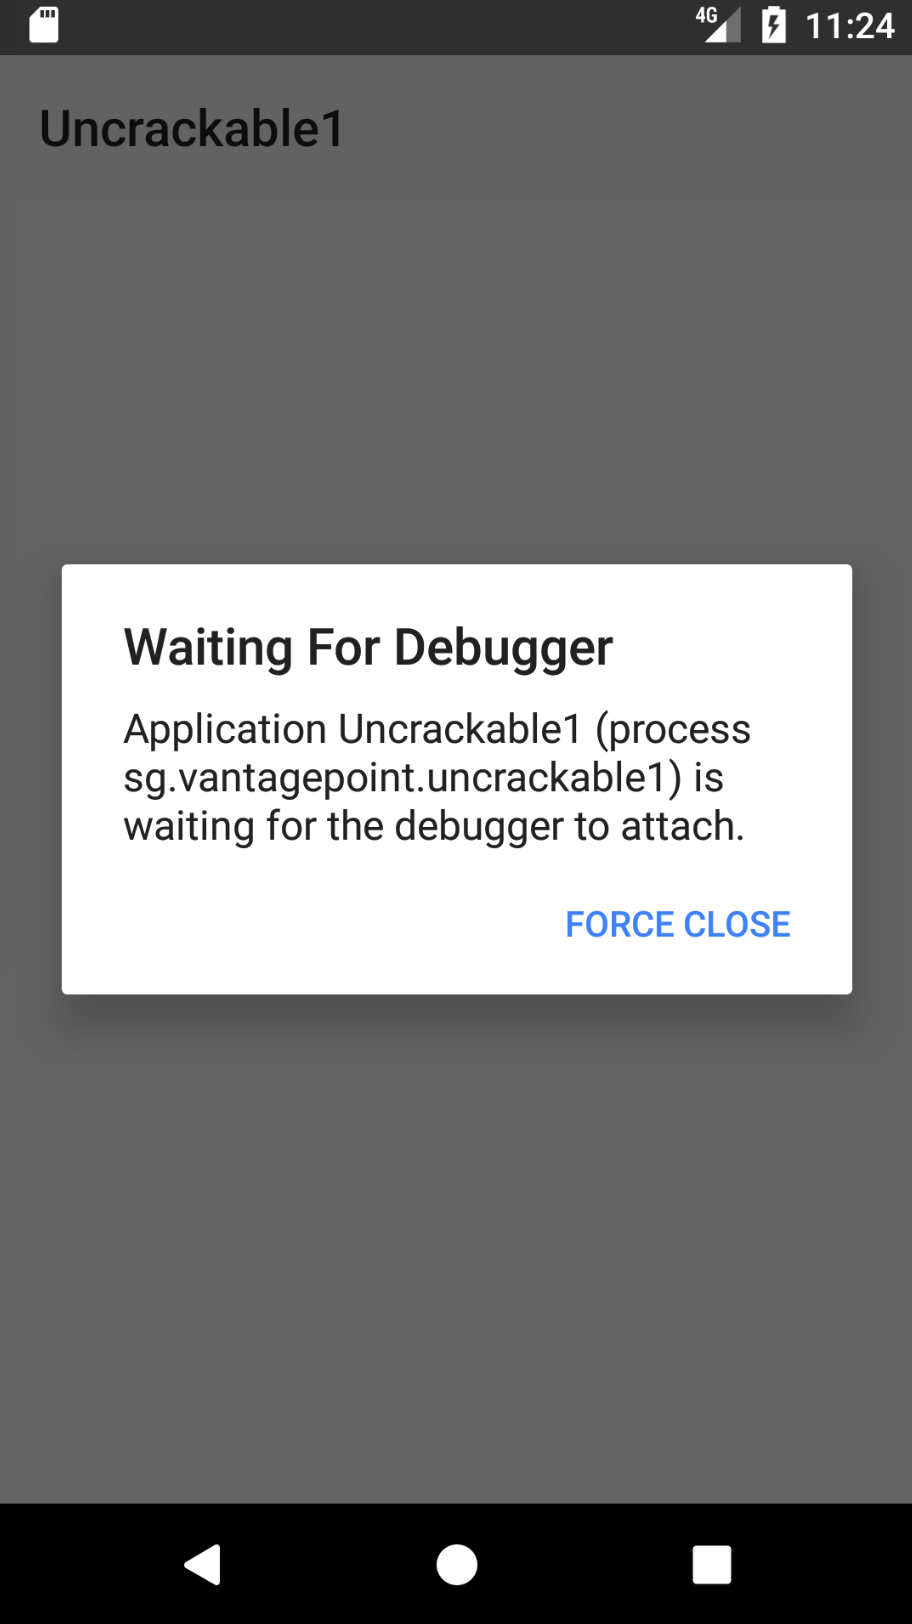 4G 11:24
Uncrackable1
Waiting For Debugger
Application Uncrackable1 (process
sg.vantagepoint.uncrackable1) is
waiting for the debugger to attach.
FORCE CLOSE